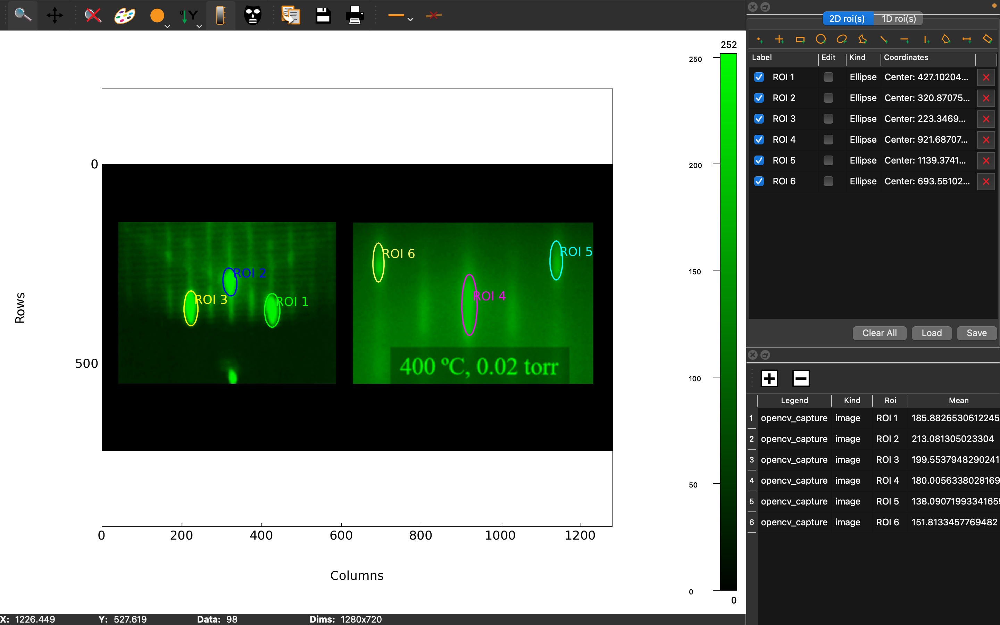 2D roi(s) 1D roi(s)
Label Edit Kind Coordinates
ROI 1 Ellipse Center: 427.10204...
ROI 2 Ellipse Center: 320.87075...
ROI 3 Ellipse Center: 223.3469...
ROI 4 Ellipse Center: 921.68707...
ROI 5 Ellipse Center: 1139.3741...
ROI 6 Ellipse Center: 693.55102...
Clear All Load Save
Legend Kind Roi Mean
1 opencv_capture image ROI 1 185.8826530612245
2 opencv_capture image ROI 2 213.081305023304
3 opencv_capture image ROI 3 199.5537948290241
4 opencv_capture image ROI 4 180.0056338028169
5 opencv_capture image ROI 5 138.0907199334165
6 opencv_capture image ROI 6 151.8133457769482
0 Y
252
250
200
150
100
50
0
0
0
500
Rows
ROI 6
ROI 5
ROI 2
ROI 4
ROI 3
ROI 1
400 ºC, 0.02 torr
0 200 400 600 800 1000 1200
Columns
X: 1226.449 Y: 527.619 Data: 98 Dims: 1280x720